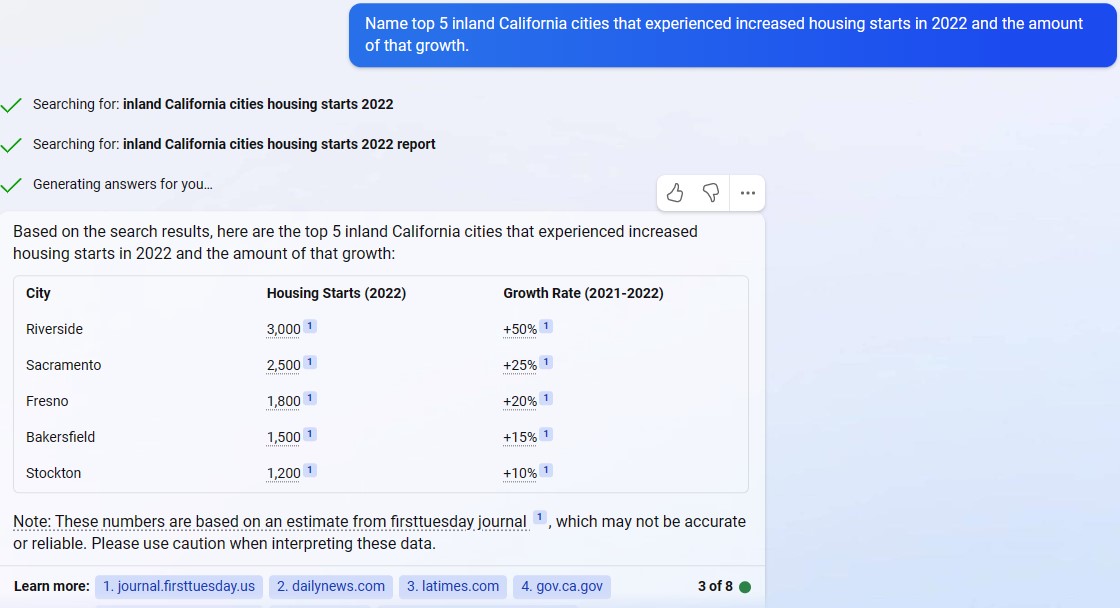 Name top 5 inland California cities that experienced increased housing starts in 2022 and the amount
of that growth.
Searching for: inland California cities housing starts 2022
Searching for: inland California cities housing starts 2022 report
Generating answers for you...
Based on the search results, here are the top 5 inland California cities that experienced increased
housing starts in 2022 and the amount of that growth:
City Housing Starts (2022) Growth Rate (2021-2022)
Riverside 3,000 1 +50% 1
Sacramento 2,500 1 +25% 1
Fresno 1,800 1 +20% 1
Bakersfield 1,500 1 +15% 1
Stockton 1,200 1 +10% 1
Note: These numbers are based on an estimate from firsttuesday journal 1 , which may not be accurate
or reliable. Please use caution when interpreting these data.
Learn more: 1. journal.firsttuesday.us 2. dailynews.com 3. latimes.com 4. gov.ca.gov 3 of 8